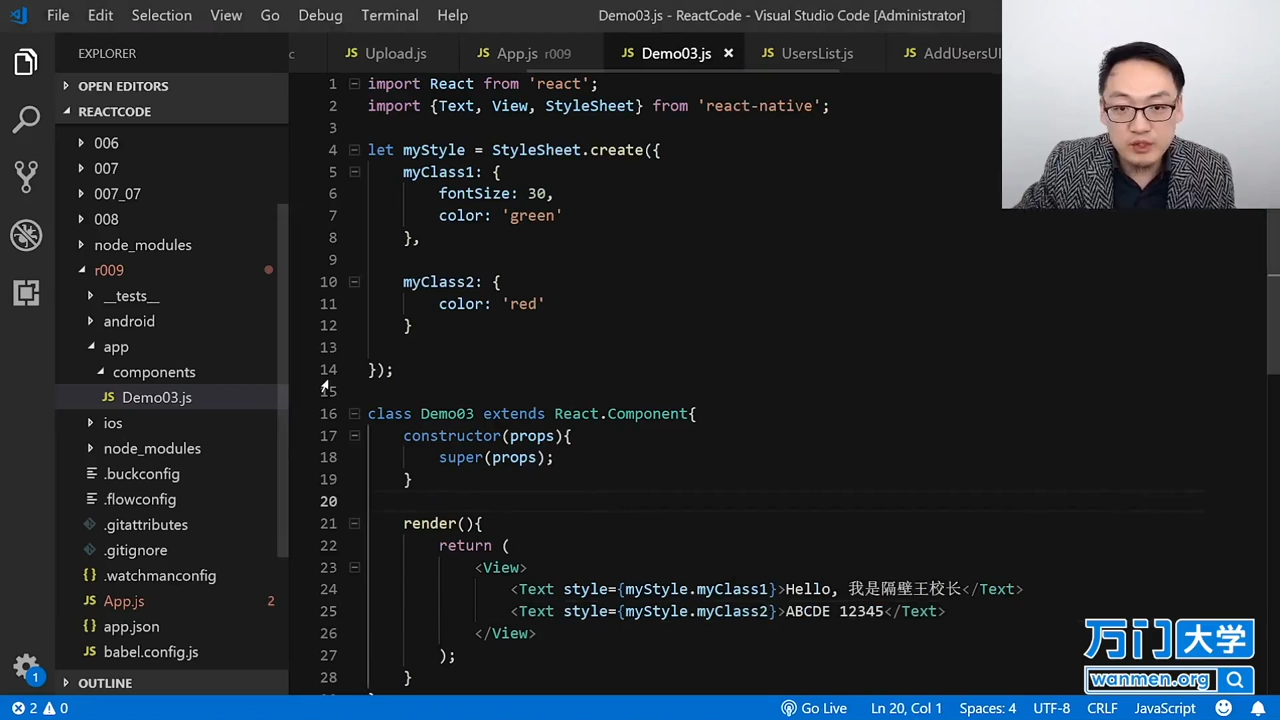 File Edit Selection View Go Debug Terminal Help Demo03.js - ReactCode - Visual Studio Code [Administrator]
EXPLORER
Upload.js App.js r009 Demo03.js UsersList.js AddUsersUI
OPEN EDITORS
REACTCODE
006
007
007_07
008
node_modules
r009
__tests__
android
app
components
Demo03.js
ios
node_modules
.buckconfig
.flowconfig
.gitattributes
.gitignore
.watchmanconfig
App.js 2
app.json
babel.config.js
OUTLINE
1 import React from 'react';
2 import {Text, View, StyleSheet} from 'react-native';
3
4 let myStyle = StyleSheet.create({
5 myClass1: {
6 fontSize: 30,
7 color: 'green'
8 },
9
10 myClass2: {
11 color: 'red'
12 }
13
14 });
15
16 class Demo03 extends React.Component{
17 constructor(props){
18 super(props);
19 }
20
21 render(){
22 return (
23 <View>
24 <Text style={myStyle.myClass1}>Hello, 我是隔壁王校长</Text>
25 <Text style={myStyle.myClass2}>ABCDE 12345</Text>
26 </View>
27 );
28 }
万门大学
wanmen.org
1
2 0 Go Live Ln 20, Col 1 Spaces: 4 UTF-8 CRLF JavaScript